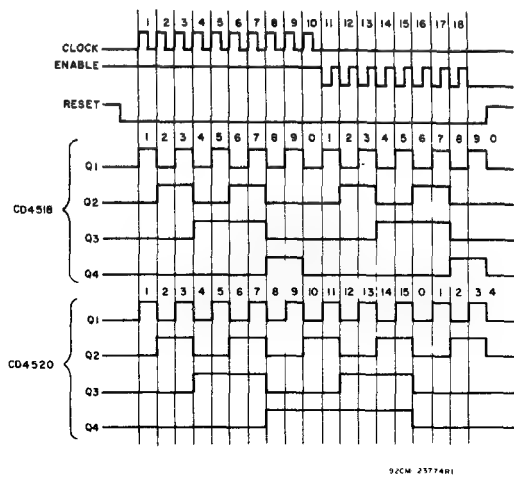 1 2 3 4 5 6 7 8 9 10 11 12 13 14 15 16 17 18
CLOCK
ENABLE
RESET
1 2 3 4 5 6 7 8 9 0 1 2 3 4 5 6 7 8 9 0
Q1
Q2
CD4518
Q3
Q4
1 2 3 4 5 6 7 8 9 10 11 12 13 14 15 0 1 2 3 4
Q1
Q2
CD4520
Q3
Q4
92CM-23774R1